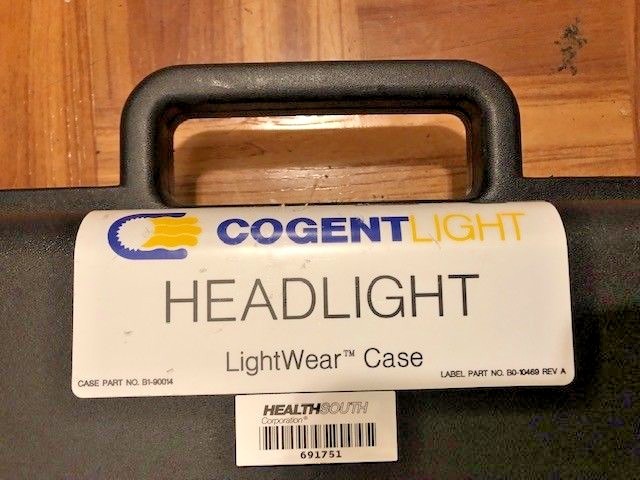 COGENTLIGHT
HEADLIGHT
LightWear™ Case
CASE PART NO. B1-90014
LABEL PART NO. B0-10469 REV A
HEALTHSOUTH
Corporation®
691751